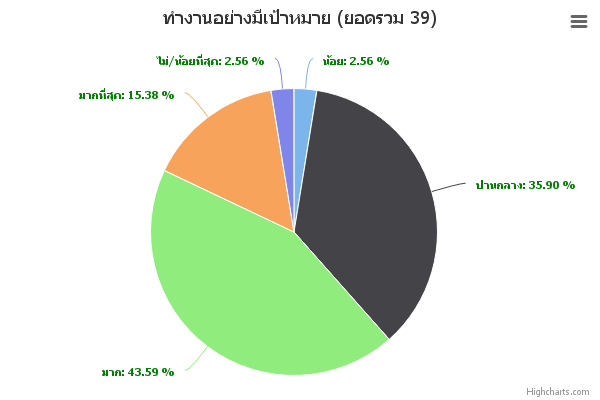 ทำงานอย่างมีเป้าหมาย (ยอดรวม 39)
ไม่/น้อยที่สุด: 2.56 %
น้อย: 2.56 %
มากที่สุด: 15.38 %
ปานกลาง: 35.90 %
มาก: 43.59 %
Highcharts.com